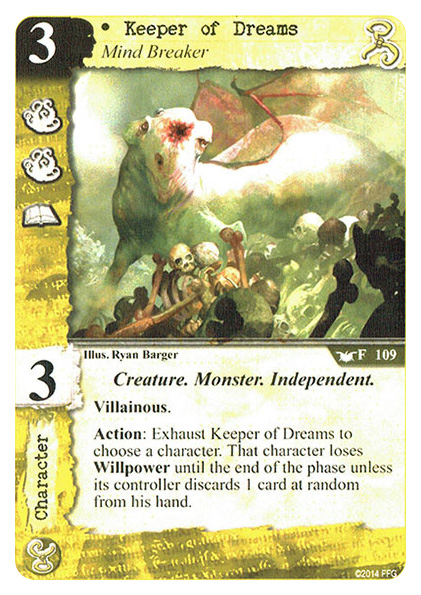 3
• Keeper of Dreams
Mind Breaker
Illus. Ryan Barger
F 109
3
Creature. Monster. Independent.
Villainous.
Action: Exhaust Keeper of Dreams to
choose a character. That character loses
Willpower until the end of the phase unless
its controller discards 1 card at random
from his hand.
Character
©2014 FFG